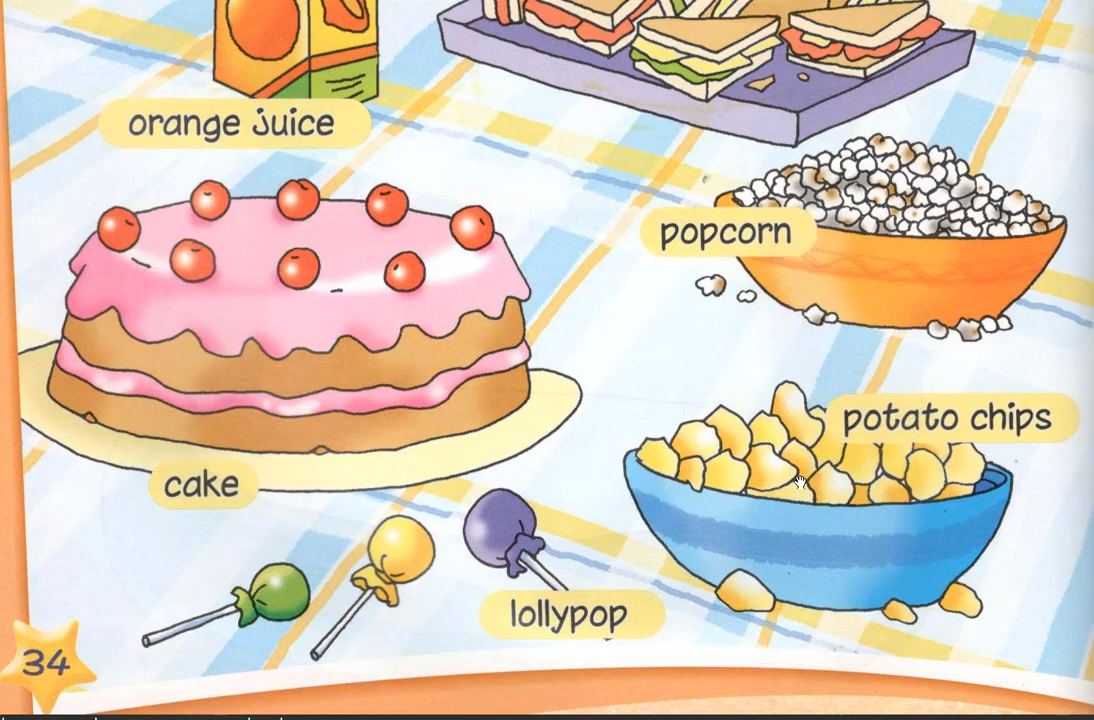 orange juice
popcorn
potato chips
cake
lollypop
34